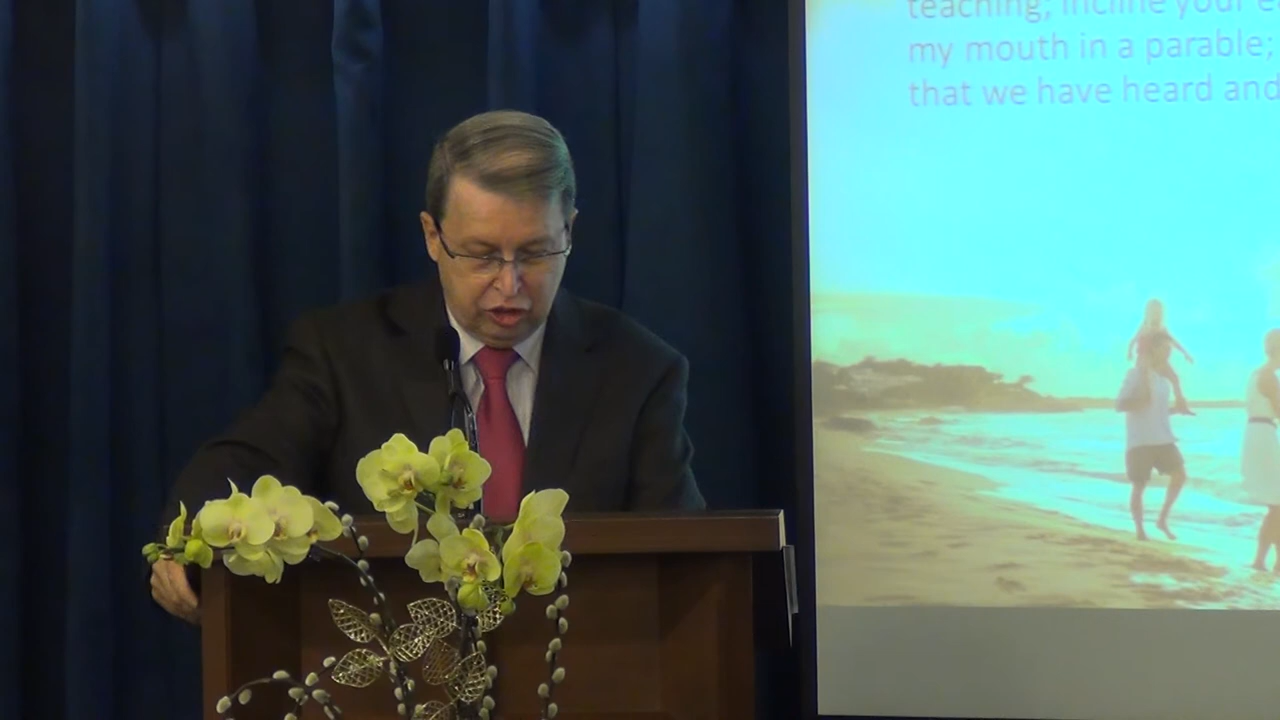 teaching; incline your
my mouth in a parable;
that we have heard and